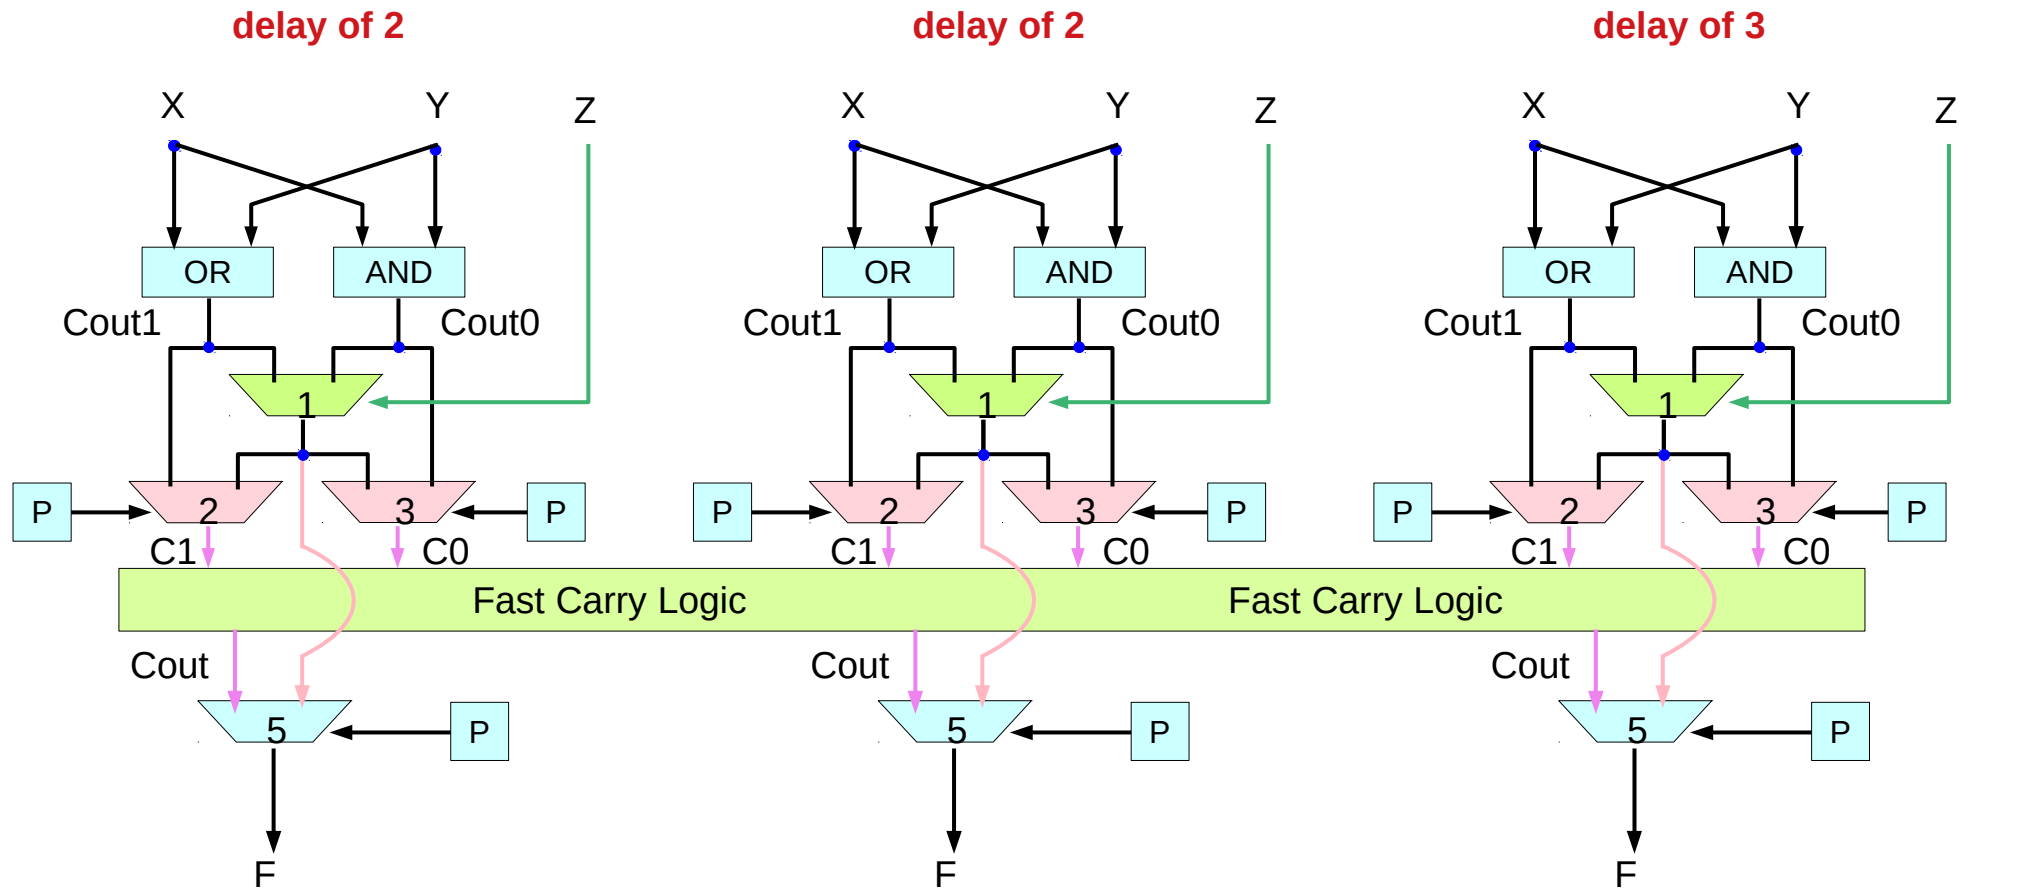 delay of 2 delay of 2 delay of 3
X Y Z X Y Z X Y Z
OR AND OR AND OR AND
Cout1 Cout0 Cout1 Cout0 Cout1 Cout0
1 1 1
P 2 3 P P 2 3 P P 2 3 P
C1 C0 C1 C0 C1 C0
Fast Carry Logic Fast Carry Logic
Cout Cout Cout
5 P 5 P 5 P
F F F